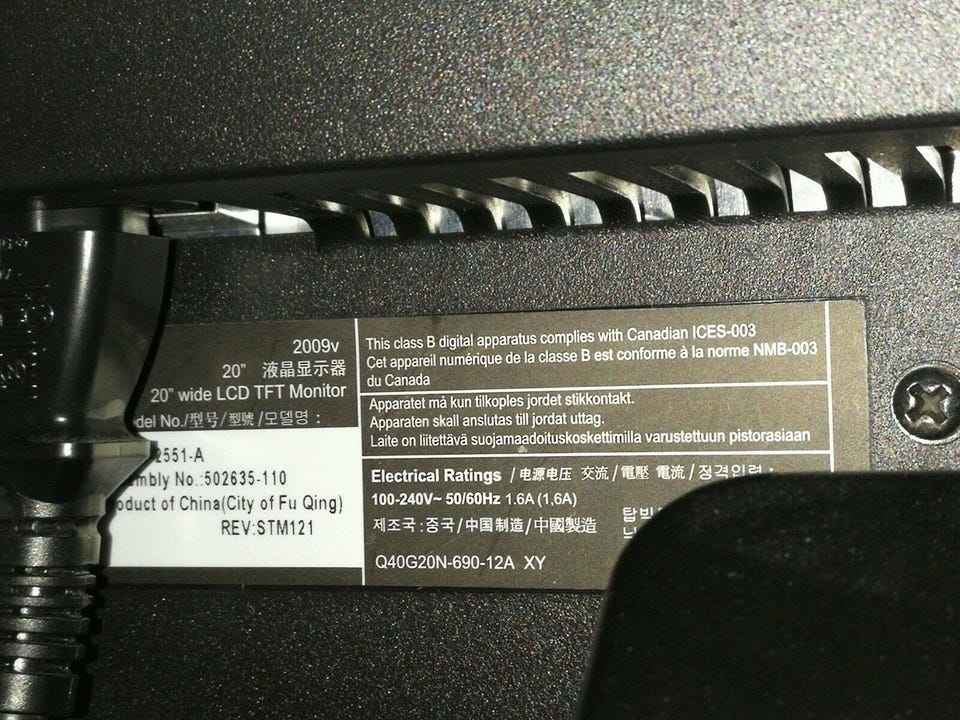 2009v
20" 液晶显示器
20" wide LCD TFT Monitor
del No./型号/型號/모델명 :
2551-A
mbly No.:502635-110
oduct of China(City of Fu Qing)
REV:STM121
This class B digital apparatus complies with Canadian ICES-003
Çet appareil numérique de la classe B est conforme à la norme NMB-003
du Canada
Apparatet må kun tilkoples jordet stikkontakt.
Apparaten skall anslutas till jordat uttag.
Laite on liitettävä suojamaadoituskoskettimilla varustettuun pistorasiaan
Electrical Ratings /电源电压 交流/電壓 電流/정격입력 :
100-240V~ 50/60Hz 1.6A (1,6A)
제조국 : 중국/中国制造/中國製造
탑빈
Q40G20N-690-12A XY